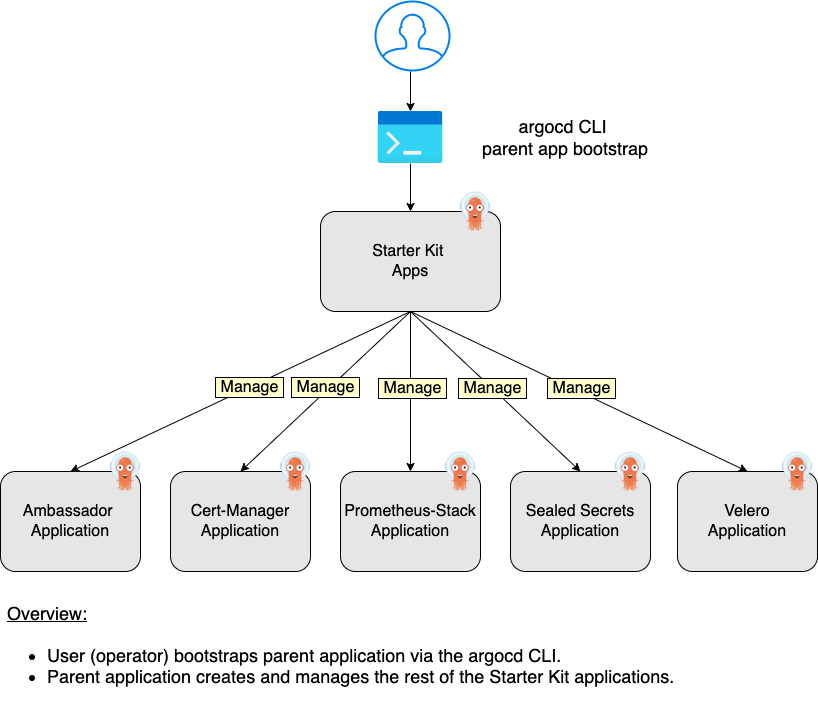 argocd CLI
parent app bootstrap
Starter Kit
Apps
Manage Manage Manage Manage Manage
Ambassador
Application
Cert-Manager
Application
Prometheus-Stack
Application
Sealed Secrets
Application
Velero
Application
Overview:
• User (operator) bootstraps parent application via the argocd CLI.
• Parent application creates and manages the rest of the Starter Kit applications.